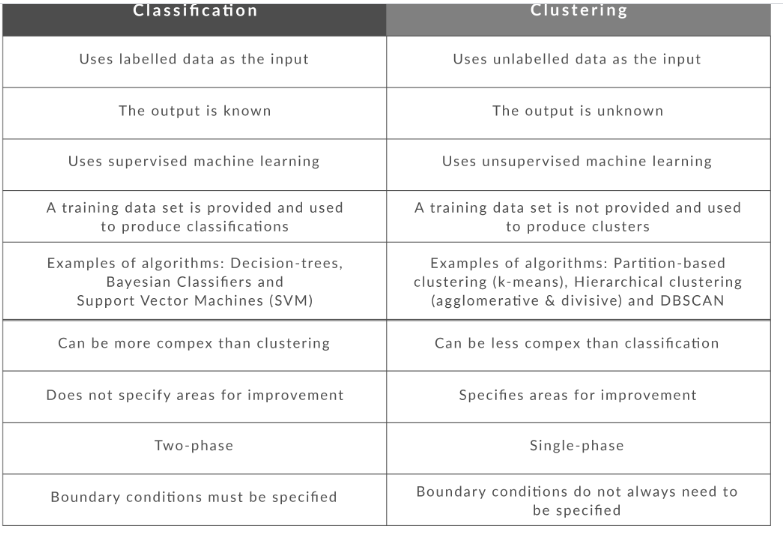 Classification
Clustering
Uses labelled data as the input
Uses unlabelled data as the input
The output is known
The output is unknown
Uses supervised machine learning
Uses unsupervised machine learning
A training data set is provided and used
to produce classifications
A training data set is not provided and used
to produce clusters
Examples of algorithms: Decision-trees,
Bayesian Classifiers and
Support Vector Machines (SVM)
Examples of algorithms: Partition-based
clustering (k-means), Hierarchical clustering
(agglomerative & divisive) and DBSCAN
Can be more compex than clustering
Can be less compex than classification
Does not specify areas for improvement
Specifies areas for improvement
Two-phase
Single-phase
Boundary conditions must be specified
Boundary conditions do not always need to
be specified